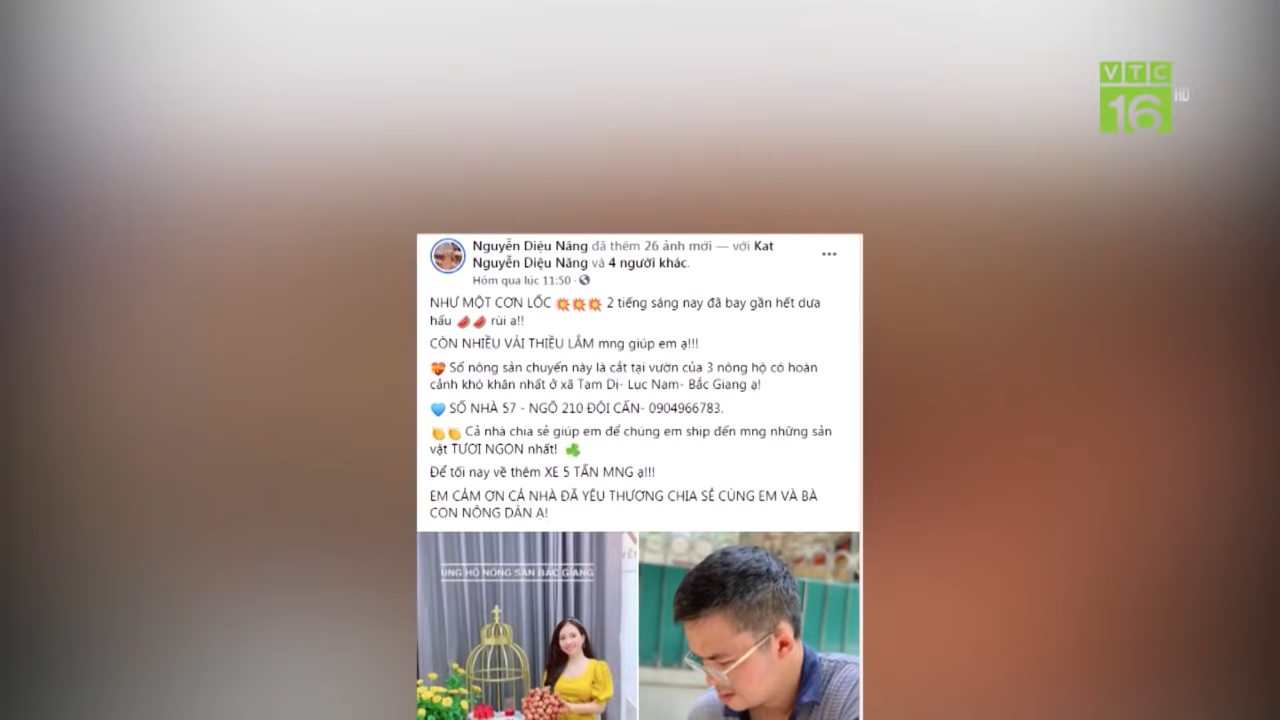 VTC
16 HD
Nguyễn Diệu Năng đã thêm 26 ảnh mới — với Kat
Nguyễn Diệu Năng và 4 người khác.
Hôm qua lúc 11:50 ·
NHƯ MỘT CƠN LỐC 💥💥💥 2 tiếng sáng nay đã bay gần hết dưa
hấu 🍉🍉 rùi ạ!!
CÒN NHIỀU VẢI THIỀU LẮM mng giúp em ạ!!!
💝 Số nông sản chuyến này là cắt tại vườn của 3 nông hộ có hoàn
cảnh khó khăn nhất ở xã Tam Dị- Lục Nam- Bắc Giang ạ!
💙 SỐ NHÀ 57 - NGÕ 210 ĐỘI CẤN- 0904966783.
👏👏 Cả nhà chia sẻ giúp em để chúng em ship đến mng những sản
vật TƯƠI NGON nhất! ☘️
Để tối nay về thêm XE 5 TẤN MNG ạ!!!
EM CẢM ƠN CẢ NHÀ ĐÃ YÊU THƯƠNG CHIA SẺ CÙNG EM VÀ BÀ
CON NÔNG DÂN Ạ!
ỦNG HỘ NÔNG SẢN BẮC GIANG